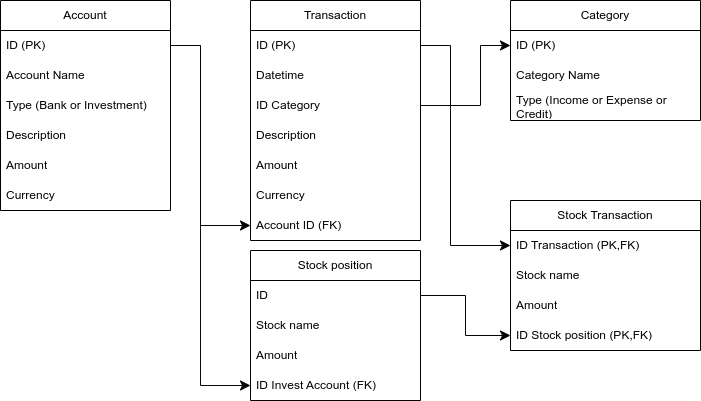 Account
ID (PK)
Account Name
Type (Bank or Investment)
Description
Amount
Currency
Transaction
ID (PK)
Datetime
ID Category
Description
Amount
Currency
Account ID (FK)
Category
ID (PK)
Category Name
Type (Income or Expense or
Credit)
Stock position
ID
Stock name
Amount
ID Invest Account (FK)
Stock Transaction
ID Transaction (PK,FK)
Stock name
Amount
ID Stock position (PK,FK)